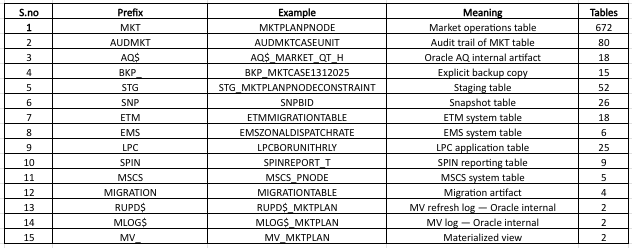 S.no Prefix Example Meaning Tables
1 MKT MKTPLANPNODE Market operations table 672
2 AUDMKT AUDMKTCASEUNIT Audit trail of MKT table 80
3 AQ$ AQ$_MARKET_QT_H Oracle AQ internal artifact 18
4 BKP_ BKP_MKTCASE1312025 Explicit backup copy 15
5 STG STG_MKTPLANPNODECONSTRAINT Staging table 52
6 SNP SNPBID Snapshot table 26
7 ETM ETMMIGRATIONTABLE ETM system table 18
8 EMS EMSZONALDISPATCHRATE EMS system table 6
9 LPC LPCBORUNITHRLY LPC application table 25
10 SPIN SPINREPORT_T SPIN reporting table 9
11 MSCS MSCS_PNODE MSCS system table 5
12 MIGRATION MIGRATIONTABLE Migration artifact 4
13 RUPD$ RUPD$_MKTPLAN MV refresh log — Oracle internal 2
14 MLOG$ MLOG$_MKTPLAN MV log — Oracle internal 2
15 MV_ MV_MKTPLAN Materialized view 2